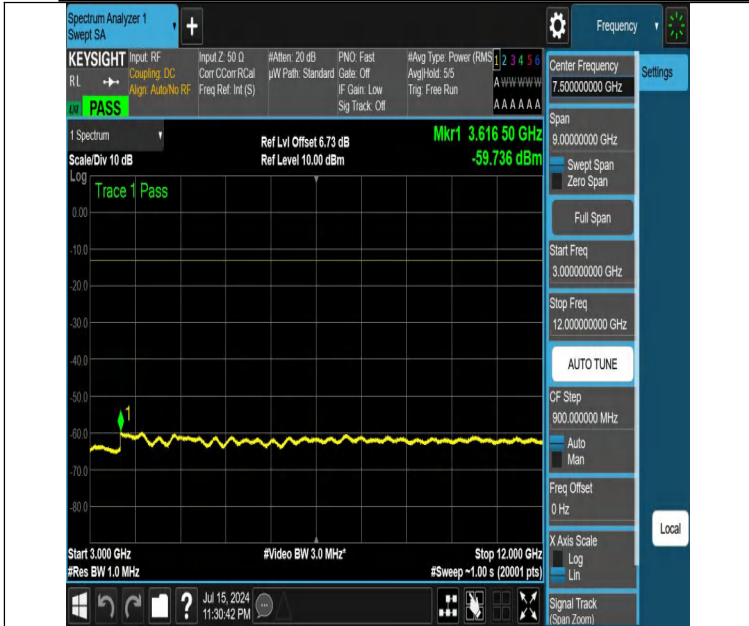 Spectrum Analyzer 1
Swept SA
Frequency
KEYSIGHT
RL
LXI
PASS
Input: RF
Coupling: DC
Align: Auto/No RF
Input Z: 50 Ω
Corr CCorr RCal
Freq Ref: Int (S)
#Atten: 20 dB
µW Path: Standard
PNO: Fast
Gate: Off
IF Gain: Low
Sig Track: Off
#Avg Type: Power (RMS
Avg|Hold: 5/5
Trig: Free Run
1 2 3 4 5 6
A W W W W W
A A A A A A
Center Frequency
7.500000000 GHz
Settings
1 Spectrum
Scale/Div 10 dB
Ref Lvl Offset 6.73 dB
Ref Level 10.00 dBm
Mkr1 3.616 50 GHz
-59.736 dBm
Span
9.00000000 GHz
Swept Span
Zero Span
Full Span
Start Freq
3.000000000 GHz
Stop Freq
12.000000000 GHz
AUTO TUNE
CF Step
900.000000 MHz
Auto
Man
Freq Offset
0 Hz
X Axis Scale
Log
Lin
Signal Track
(Span Zoom)
Local
Log
Trace 1 Pass
0.00
-10.0
-20.0
-30.0
-40.0
-50.0
1
-60.0
-70.0
-80.0
Start 3.000 GHz
#Video BW 3.0 MHz*
Stop 12.000 GHz
#Res BW 1.0 MHz
#Sweep ~1.00 s (20001 pts)
?
Jul 15, 2024
11:30:42 PM